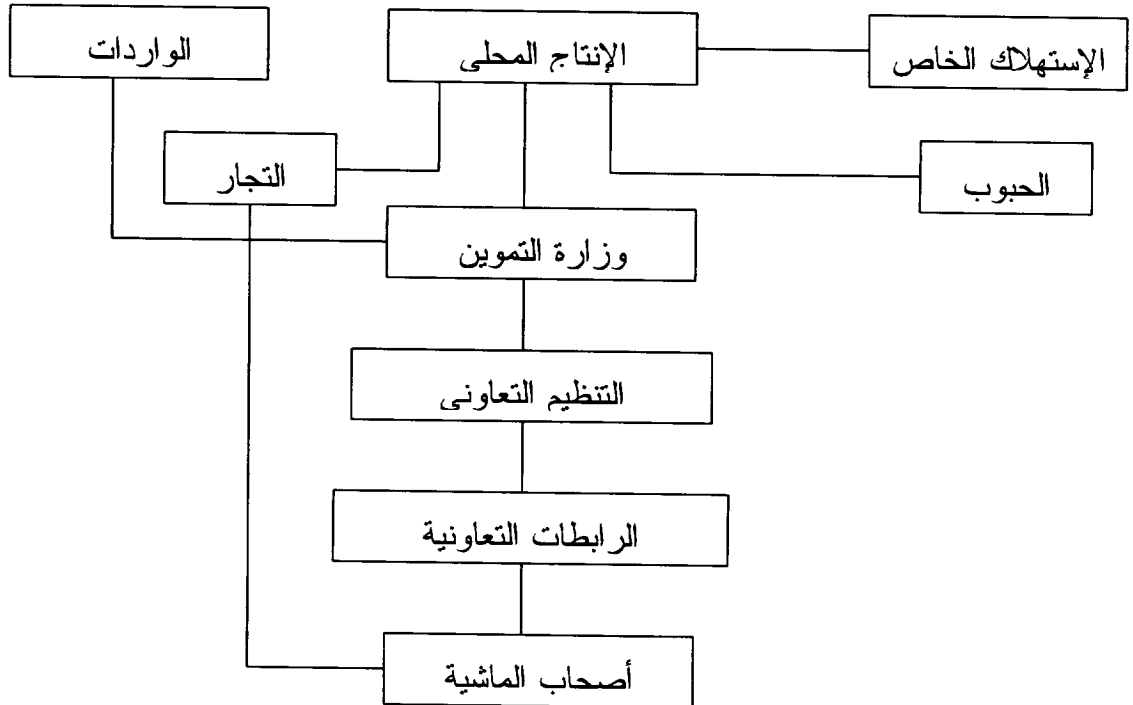 الإستهلاك الخاص
الإنتاج المحلى
الواردات
الحبوب
التجار
وزارة التموين
التنظيم التعاونى
الرابطات التعاونية
أصحاب الماشية